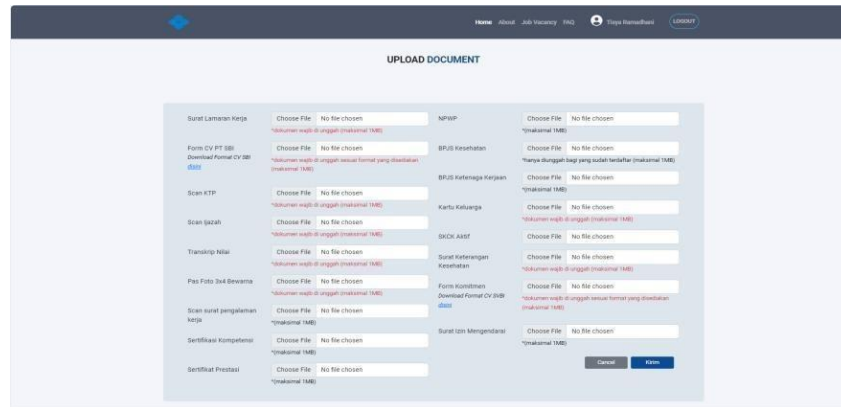 Home About Job Vacancy FAQ Tisya Ramadhani LOGOUT
UPLOAD DOCUMENT
Surat Lamaran Kerja
Choose File No file chosen
*dokumen wajib di unggah (maksimal 1MB)
Form CV PT SBI
Download Format CV SBI
disini
Choose File No file chosen
*dokumen wajib di unggah sesuai format yang disediakan
(maksimal 1MB)
Scan KTP
Choose File No file chosen
*dokumen wajib di unggah (maksimal 1MB)
Scan Ijazah
Choose File No file chosen
*dokumen wajib di unggah (maksimal 1MB)
Transkrip Nilai
Choose File No file chosen
*dokumen wajib di unggah (maksimal 1MB)
Pas Foto 3x4 Bewarna
Choose File No file chosen
*dokumen wajib di unggah (maksimal 1MB)
Scan surat pengalaman
kerja
Choose File No file chosen
*(maksimal 1MB)
Sertifikasi Kompetensi
Choose File No file chosen
*(maksimal 1MB)
Sertifikat Prestasi
Choose File No file chosen
*(maksimal 1MB)
NPWP
Choose File No file chosen
*(maksimal 1MB)
BPJS Kesehatan
Choose File No file chosen
*hanya diunggah bagi yang sudah terdaftar (maksimal 1MB)
BPJS Ketenaga Kerjaan
Choose File No file chosen
*(maksimal 1MB)
Kartu Keluarga
Choose File No file chosen
*dokumen wajib di unggah (maksimal 1MB)
SKCK Aktif
Choose File No file chosen
Surat Keterangan
Kesehatan
Choose File No file chosen
*dokumen wajib di unggah (maksimal 1MB)
Form Komitmen
Download Format CV SVBI
disini
Choose File No file chosen
*dokumen wajib di unggah sesuai format yang disediakan
(maksimal 1MB)
Surat Izin Mengendarai
Choose File No file chosen
*(maksimal 1MB)
Cancel Kirim